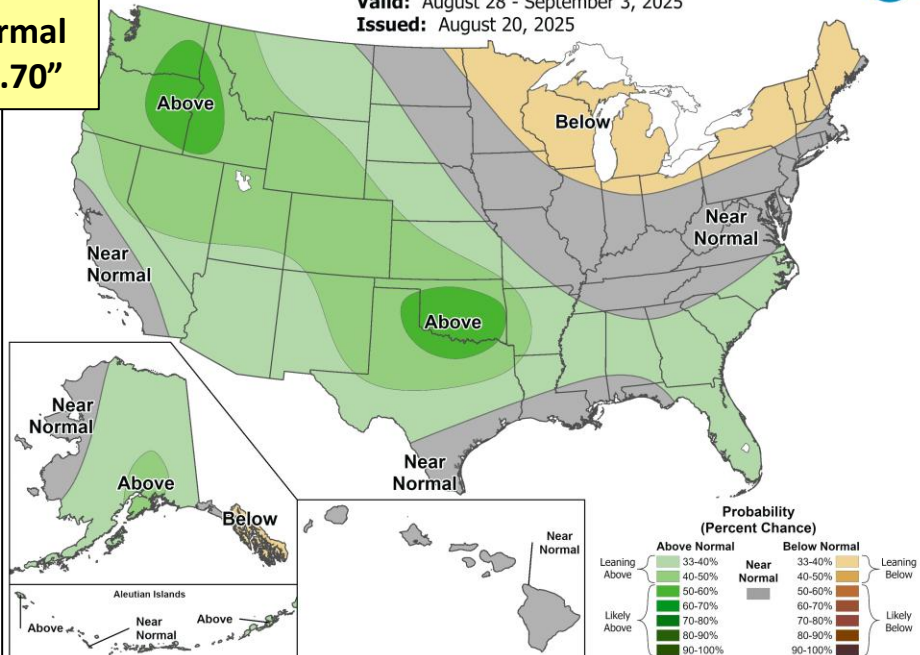 rmal
.70”
Valid: August 28 - September 3, 2025
Issued: August 20, 2025
Above
Below
Near
Normal
Near
Normal
Above
Near
Normal
Near
Normal
Above
Below
Aleutian Islands
Above
Near
Normal
Above
Near
Normal
Probability
(Percent Chance)
Above Normal
Below Normal
Leaning
Above
33-40%
40-50%
Likely
Above
50-60%
60-70%
70-80%
80-90%
90-100%
Near
Normal
33-40%
40-50%
Leaning
Below
50-60%
60-70%
70-80%
80-90%
90-100%
Likely
Below